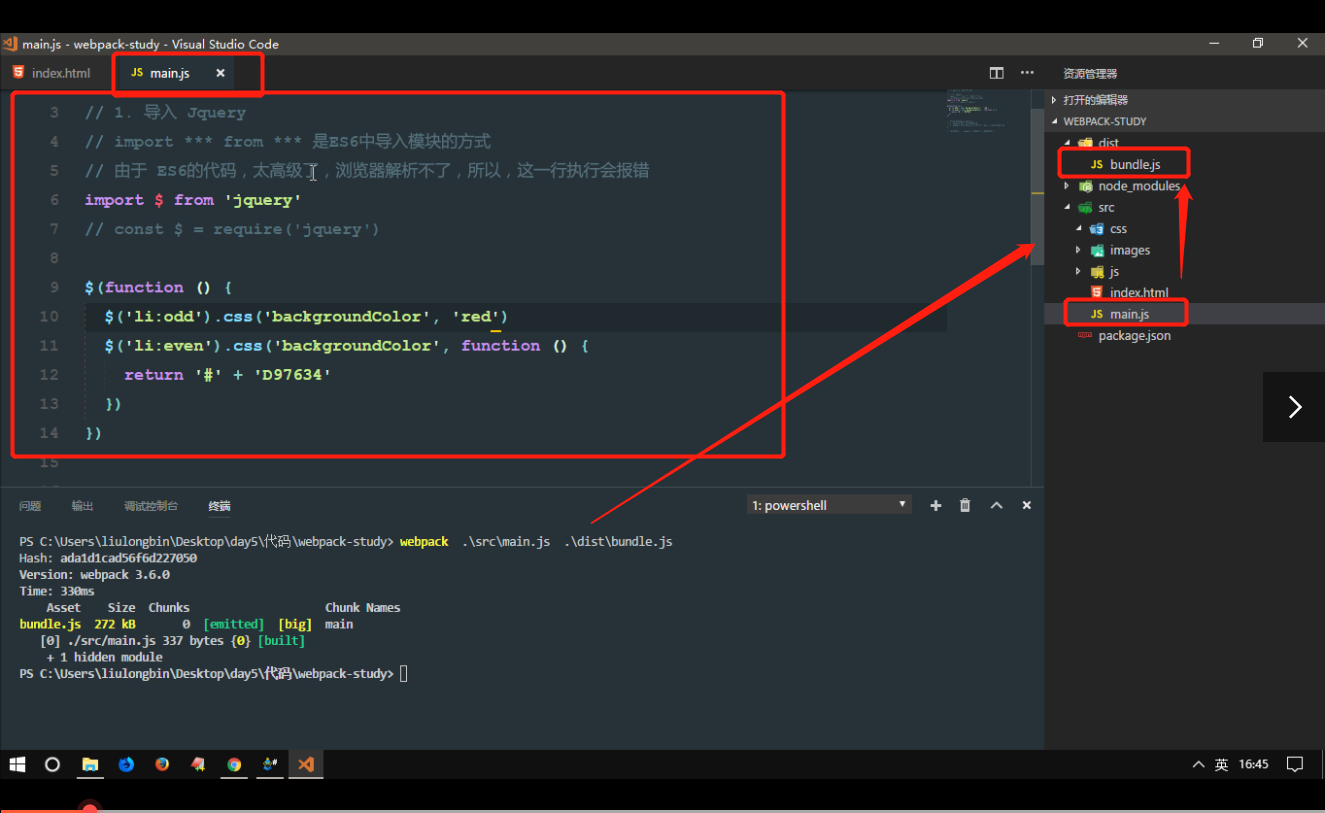 main.js - webpack-study - Visual Studio Code
index.html
JS main.js
资源管理器
3 // 1. 导入 Jquery
4 // import *** from *** 是ES6中导入模块的方式
5 // 由于 ES6的代码，太高级了，浏览器解析不了，所以，这一行执行会报错
6 import $ from 'jquery'
7 // const $ = require('jquery')
8
9 $(function () {
10 $('li:odd').css('backgroundColor', 'red')
11 $('li:even').css('backgroundColor', function () {
12 return '#' + 'D97634'
13 })
14 })
15
打开的编辑器
WEBPACK-STUDY
dist
JS bundle.js
node_modules
src
css
images
js
index.html
JS main.js
package.json
问题 输出 调试控制台 终端
1: powershell
PS C:\Users\liulongbin\Desktop\day5\代码\webpack-study> webpack .\src\main.js .\dist\bundle.js
Hash: ada1d1cad56f6d227050
Version: webpack 3.6.0
Time: 330ms
Asset Size Chunks Chunk Names
bundle.js 272 kB 0 [emitted] [big] main
[0] ./src/main.js 337 bytes {0} [built]
+ 1 hidden module
PS C:\Users\liulongbin\Desktop\day5\代码\webpack-study>
英 16:45